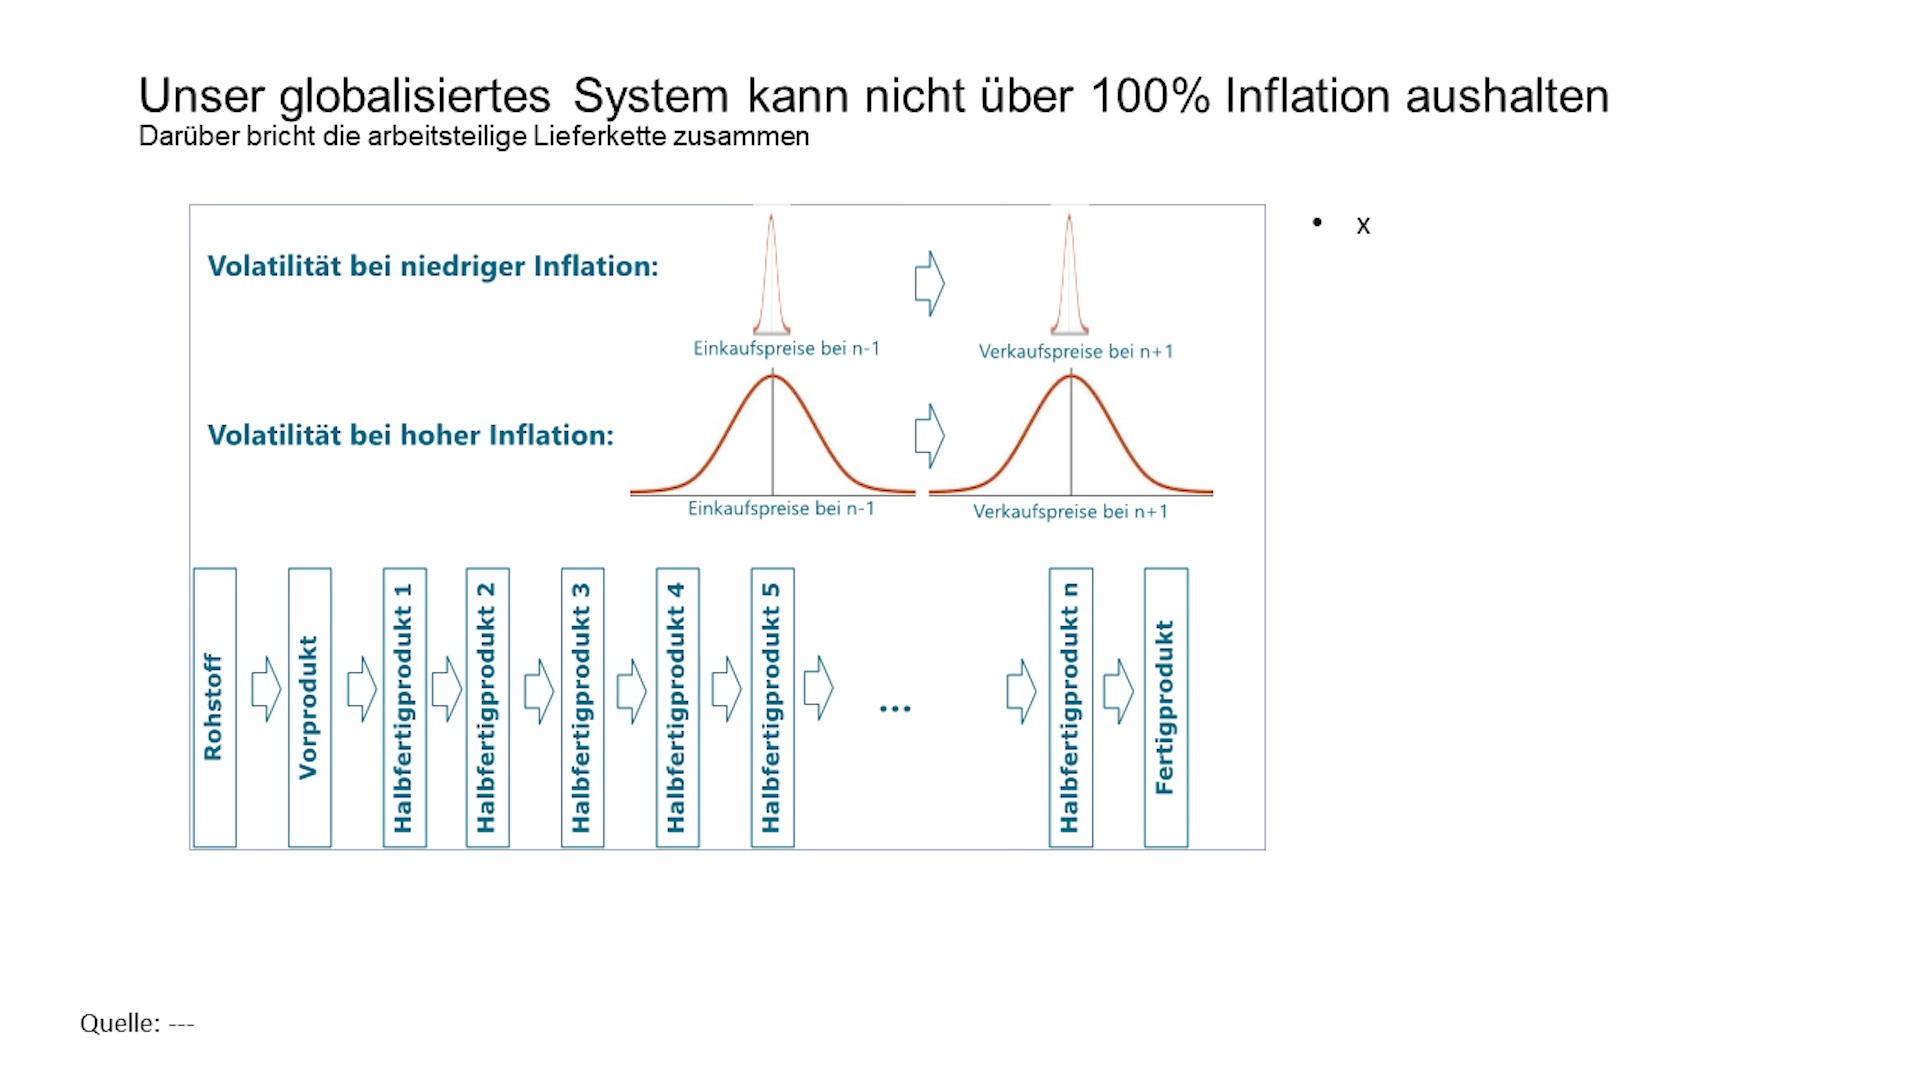 Unser globalisiertes System kann nicht über 100% Inflation aushalten
Darüber bricht die arbeitsteilige Lieferkette zusammen
• x
Volatilität bei niedriger Inflation:
Einkaufspreise bei n-1
Verkaufspreise bei n+1
Volatilität bei hoher Inflation:
Einkaufspreise bei n-1
Verkaufspreise bei n+1
Rohstoff
Vorprodukt
Halbfertigprodukt 1
Halbfertigprodukt 2
Halbfertigprodukt 3
Halbfertigprodukt 4
Halbfertigprodukt 5
...
Halbfertigprodukt n
Fertigprodukt
Quelle: ---